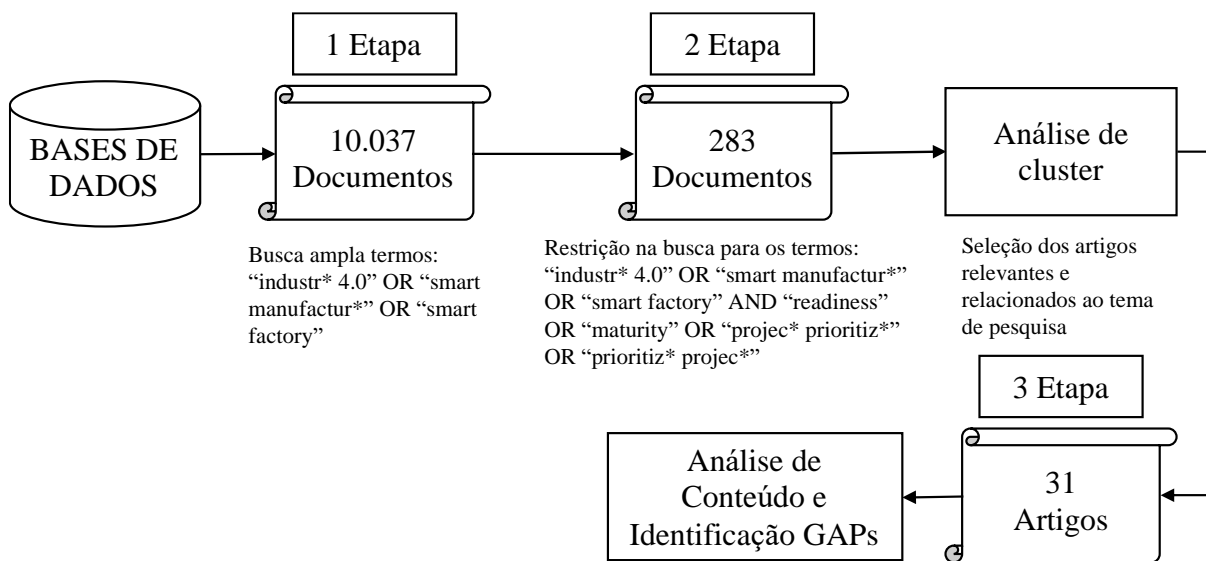 1 Etapa
2 Etapa
BASES DE
DADOS
10.037
Documentos
283
Documentos
Análise de
cluster
Busca ampla termos:
“industr* 4.0” OR “smart
manufactur*” OR “smart
factory”
Restrição na busca para os termos:
“industr* 4.0” OR “smart manufactur*”
OR “smart factory” AND “readiness”
OR “maturity” OR “projec* prioritiz*”
OR “prioritiz* projec*”
Seleção dos artigos
relevantes e
relacionados ao tema
de pesquisa
3 Etapa
31
Artigos
Análise de
Conteúdo e
Identificação GAPs